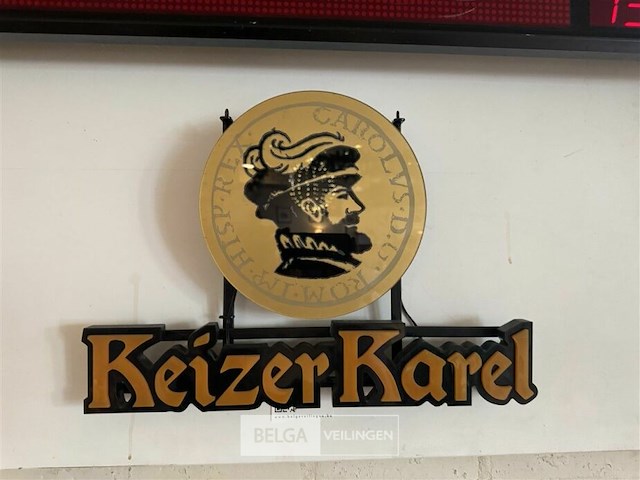 CAROLVS·D·G·ROM·IMP·HISP·REX·
Keizer Karel
BELGA VEILINGEN